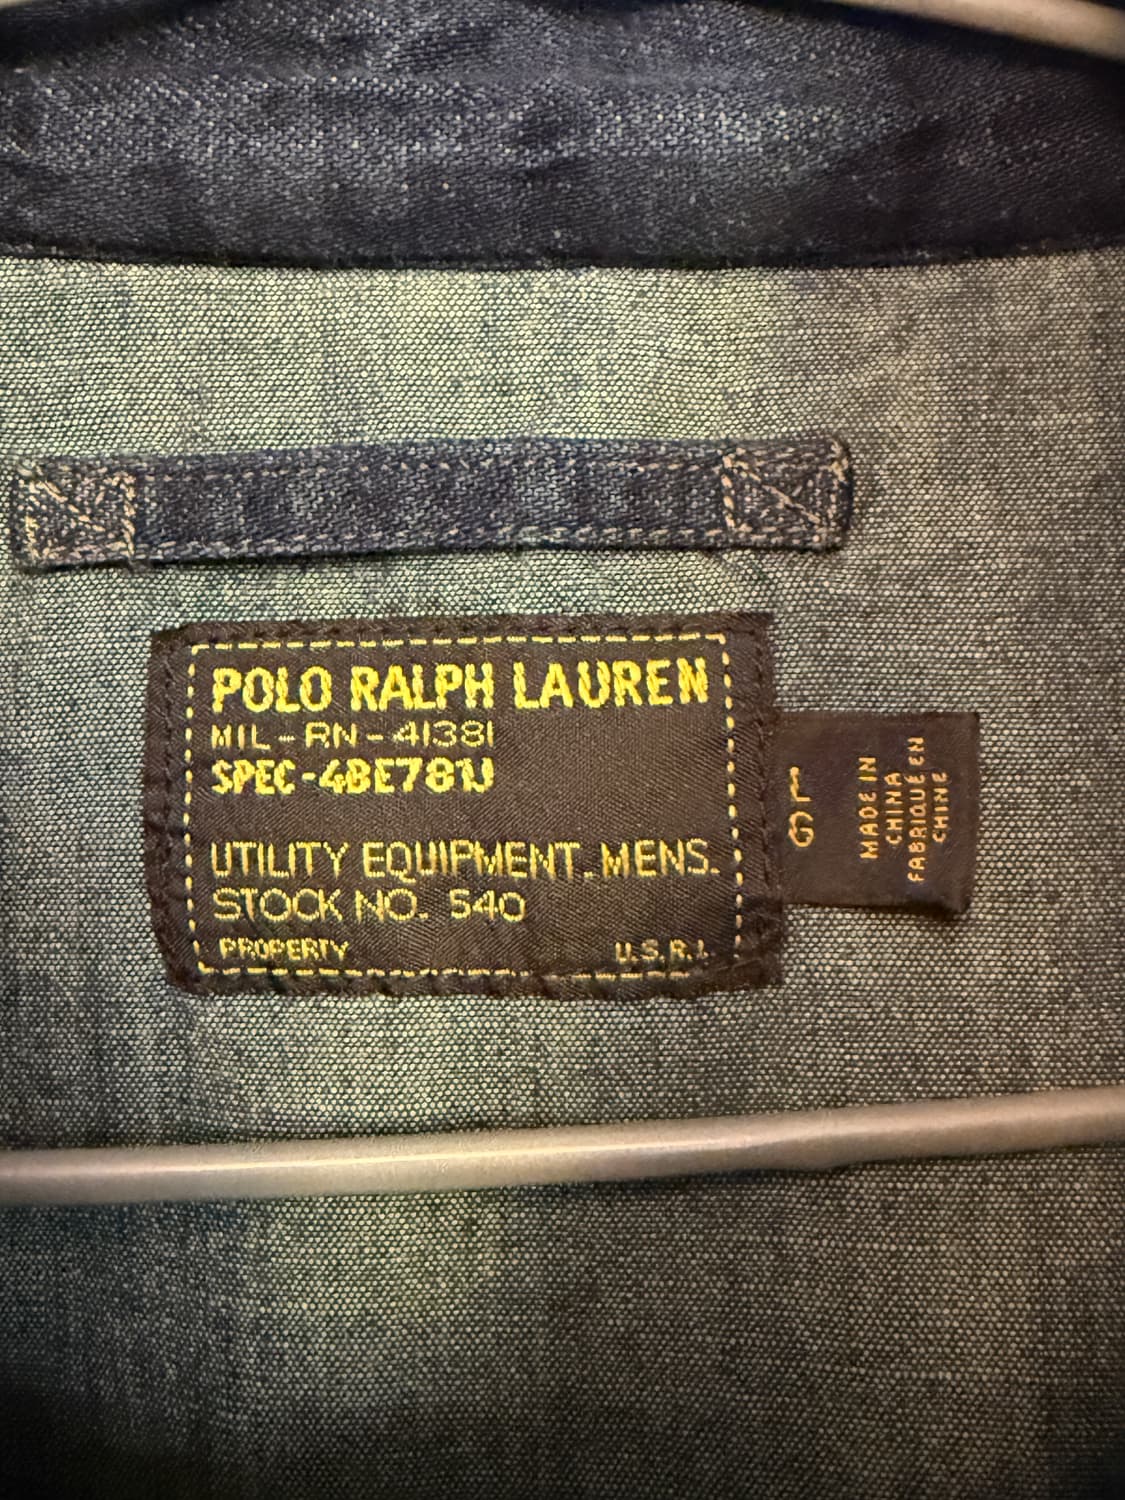 POLO RALPH LAUREN
MIL-RN-41381
SPEC-4BE781J
UTILITY EQUIPMENT. MENS.
STOCK NO. 540
PROPERTY U.S.R.L.
MADE IN
CHINA
FABRIQUÉ EN
CHINE